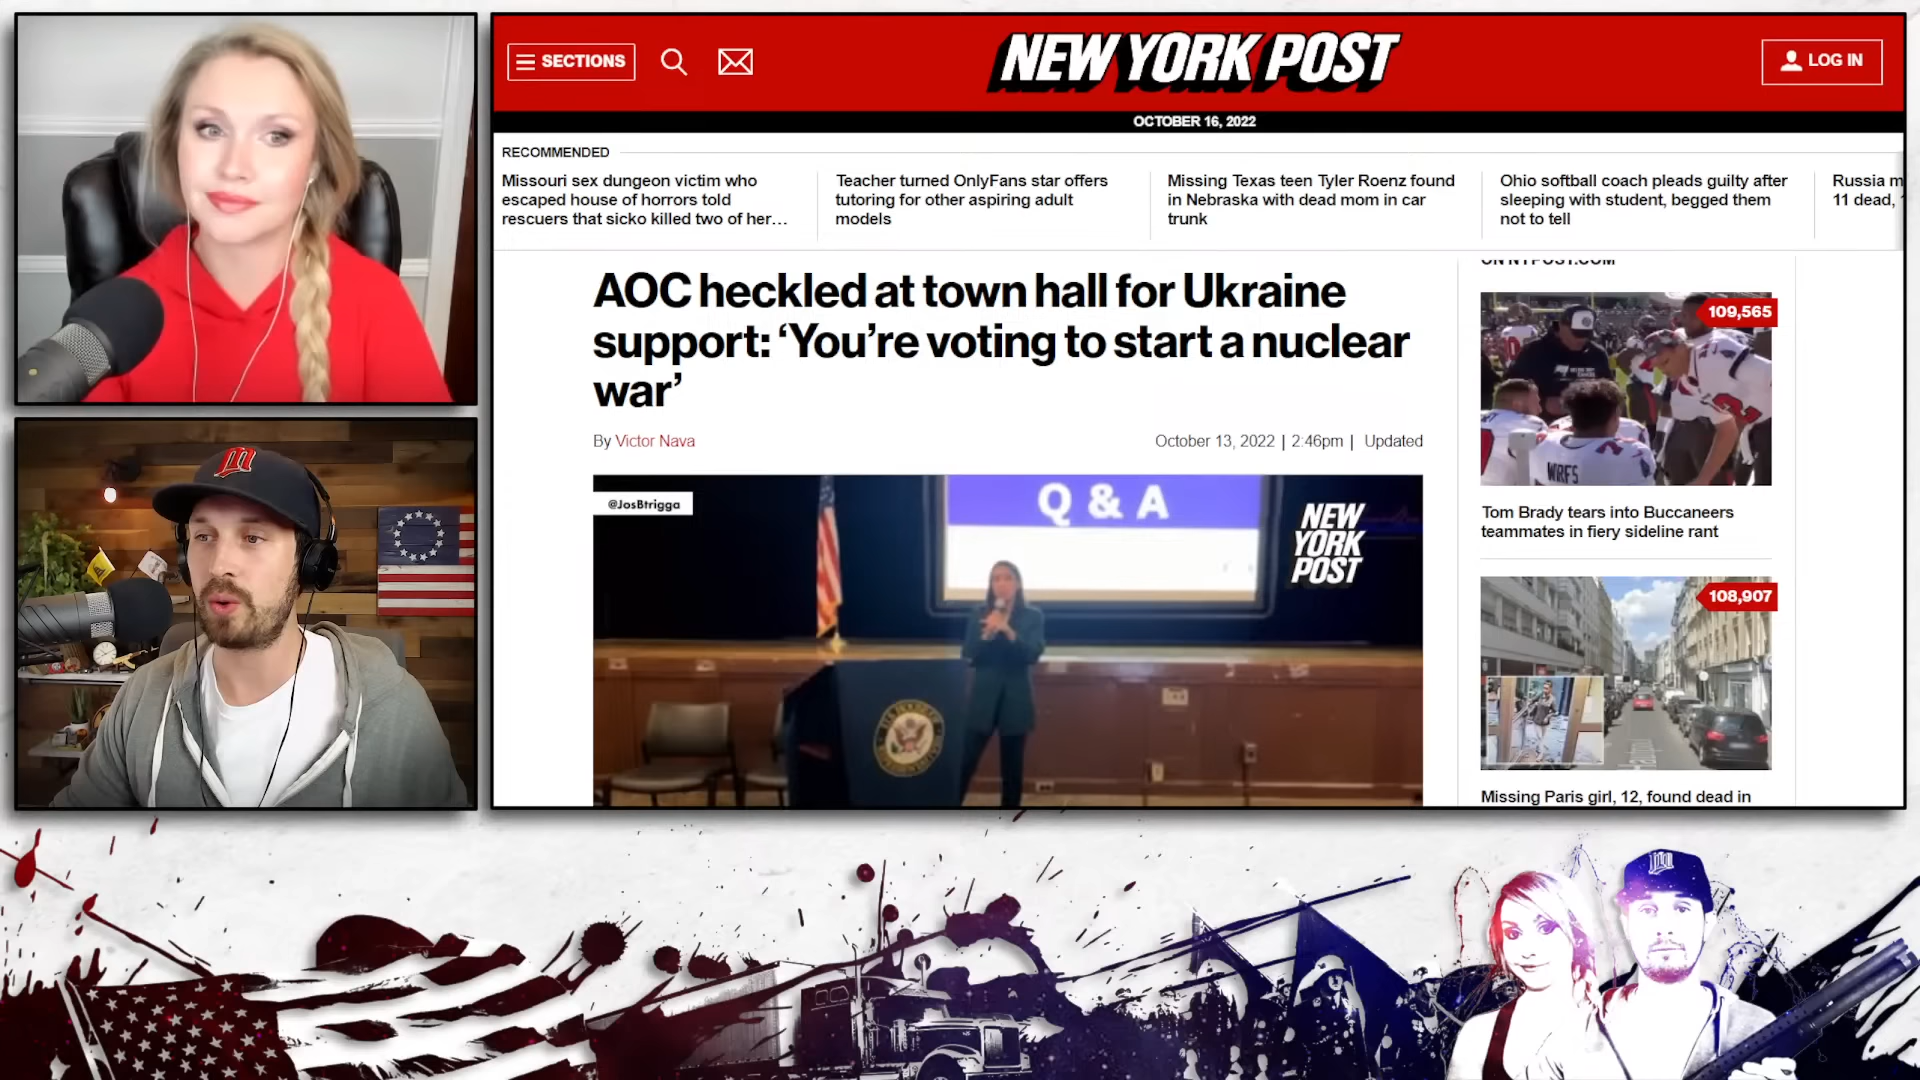 SECTIONS
NEW YORK POST
LOG IN
OCTOBER 16, 2022
RECOMMENDED
Missouri sex dungeon victim who
escaped house of horrors told
rescuers that sicko killed two of her...
Teacher turned OnlyFans star offers
tutoring for other aspiring adult
models
Missing Texas teen Tyler Roenz found
in Nebraska with dead mom in car
trunk
Ohio softball coach pleads guilty after
sleeping with student, begged them
not to tell
Russia m
11 dead,
ON NYPOST.COM
AOC heckled at town hall for Ukraine
support: ‘You’re voting to start a nuclear
war’
By Victor Nava
October 13, 2022 | 2:46pm | Updated
@JosBtrigga
Q & A
NEW
YORK
POST
109,565
Tom Brady tears into Buccaneers
teammates in fiery sideline rant
108,907
Missing Paris girl, 12, found dead in